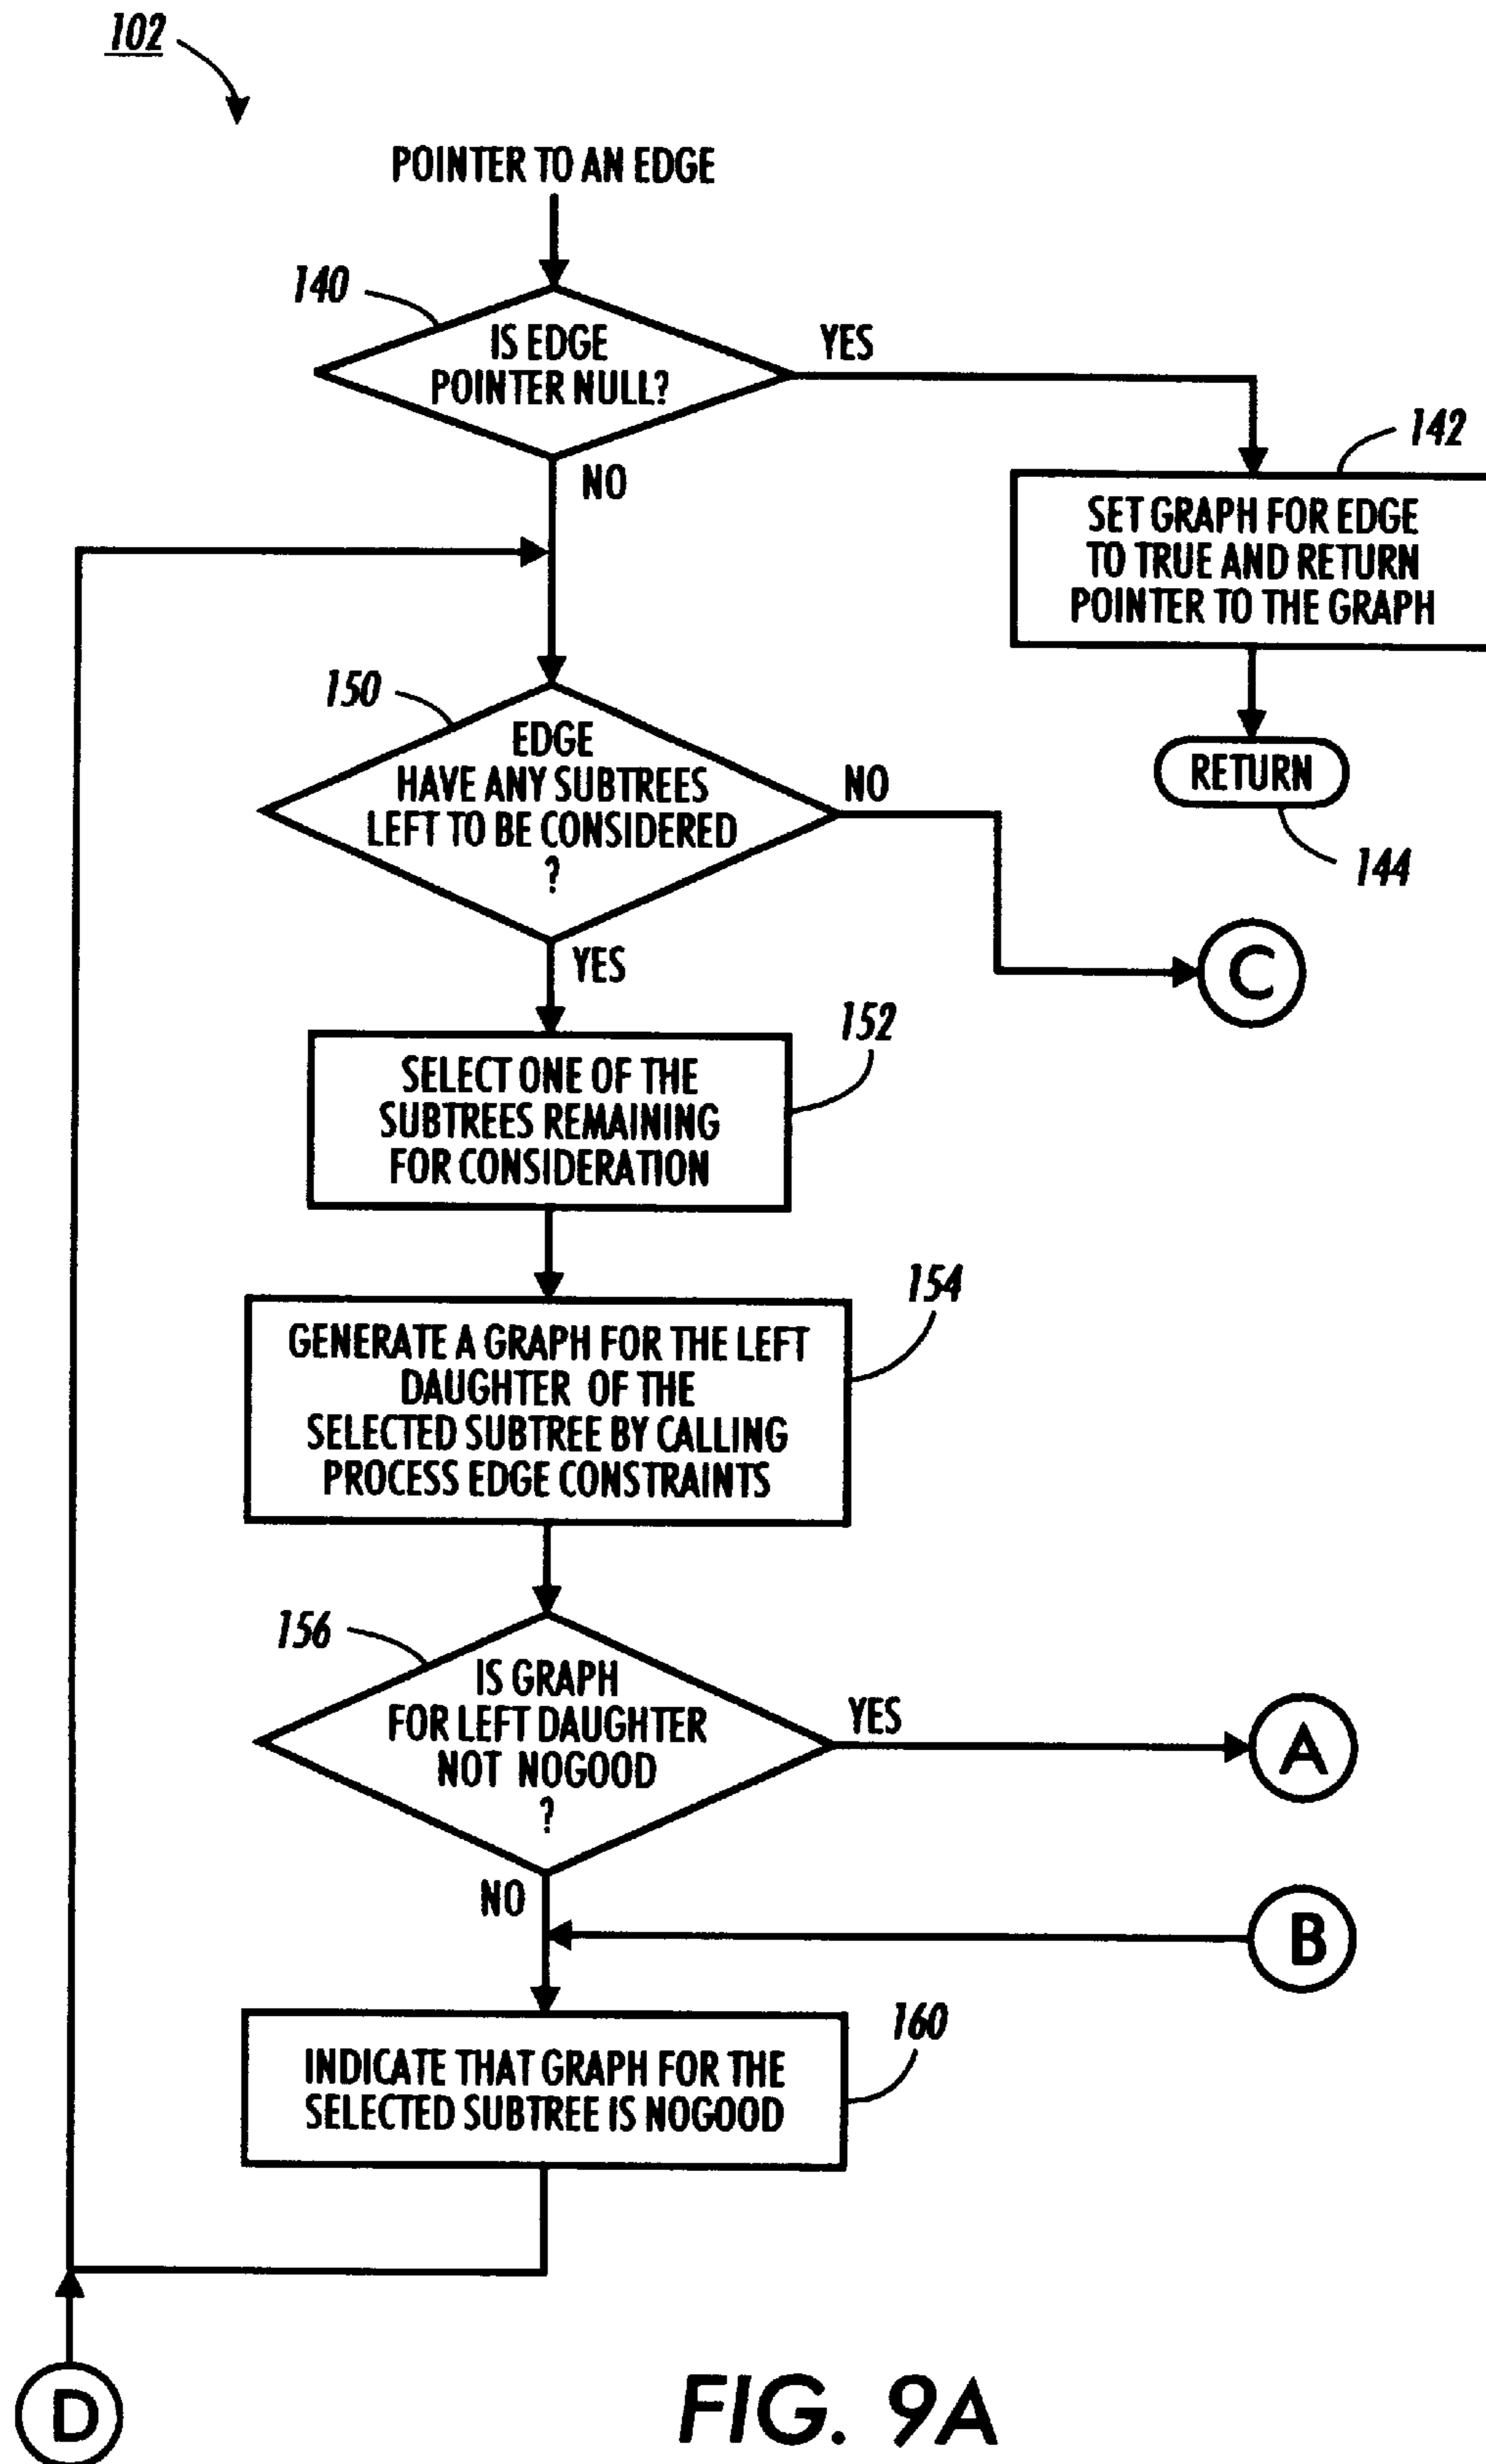 102
POINTER TO AN EDGE
140
IS EDGE
POINTER NULL?
YES
NO
142
SET GRAPH FOR EDGE
TO TRUE AND RETURN
POINTER TO THE GRAPH
RETURN
144
150
EDGE
HAVE ANY SUBTREES
LEFT TO BE CONSIDERED
?
NO
YES
C
152
SELECT ONE OF THE
SUBTREES REMAINING
FOR CONSIDERATION
154
GENERATE A GRAPH FOR THE LEFT
DAUGHTER OF THE
SELECTED SUBTREE BY CALLING
PROCESS EDGE CONSTRAINTS
156
IS GRAPH
FOR LEFT DAUGHTER
NOT NOGOOD
?
YES
A
NO
B
160
INDICATE THAT GRAPH FOR THE
SELECTED SUBTREE IS NOGOOD
D
FIG. 9A